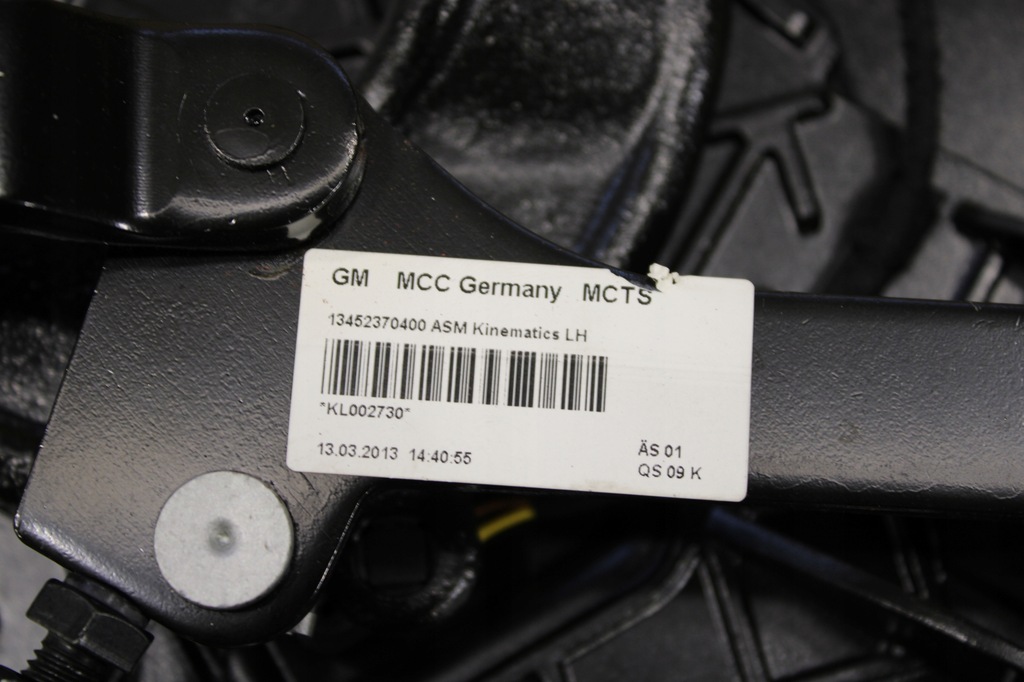 GM MCC Germany MCTS
13452370400 ASM Kinematics LH
*KL002730*
13.03.2013 14:40:55
ÄS 01
QS 09 K